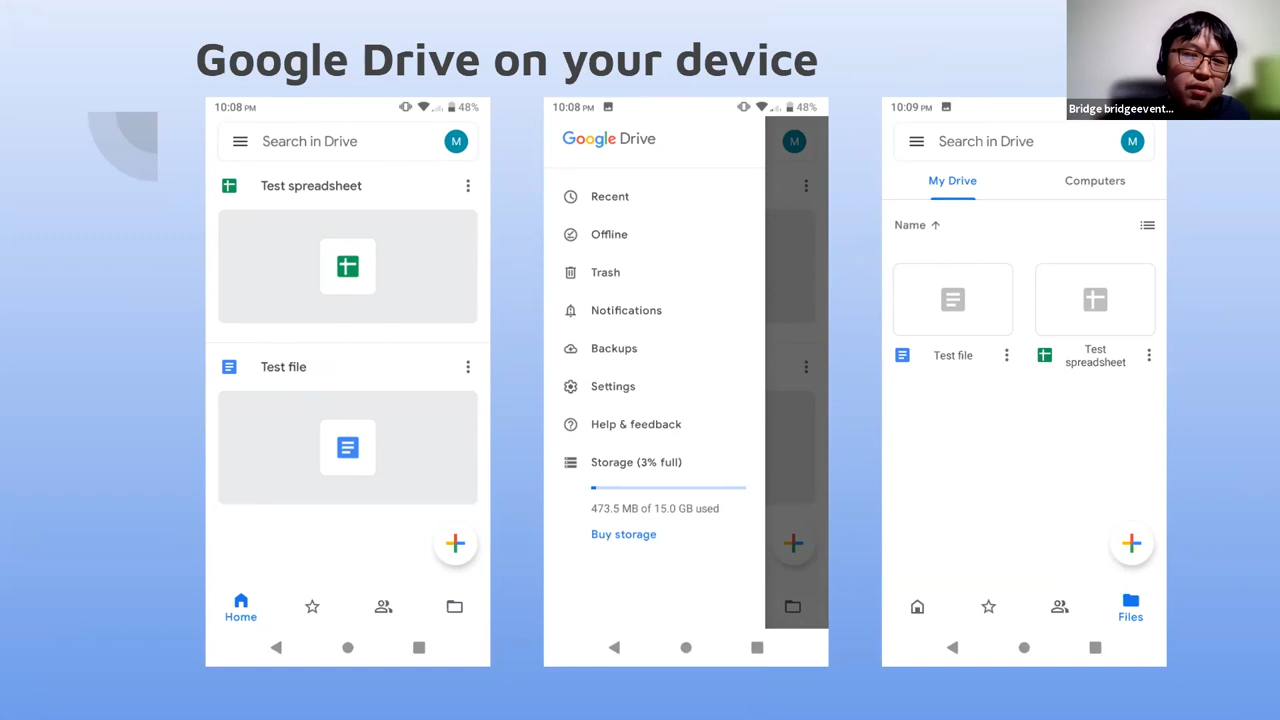 Google Drive on your device
Bridge bridgeevent...
10:08 PM
48%
Search in Drive
M
Test spreadsheet
Test file
Home
10:08 PM
48%
Google Drive
M
Recent
Offline
Trash
Notifications
Backups
Settings
Help & feedback
Storage (3% full)
473.5 MB of 15.0 GB used
Buy storage
10:09 PM
Search in Drive
M
My Drive
Computers
Name
Test file
Test
spreadsheet
Files